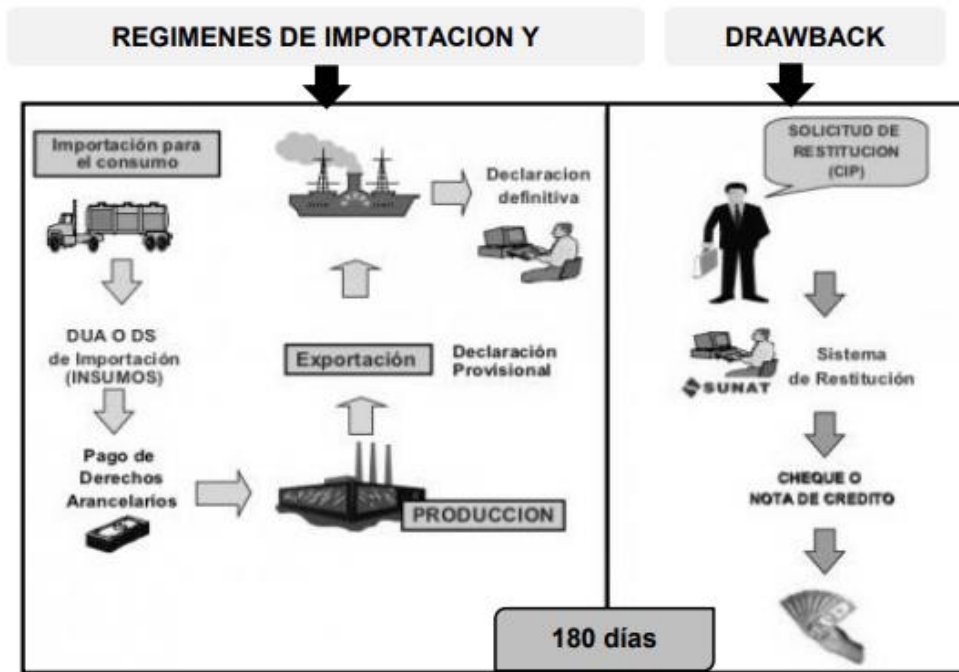 REGIMENES DE IMPORTACION Y
DRAWBACK
Importación para
el consumo
DUA O DS
de Importación
(INSUMOS)
Pago de
Derechos
Arancelarios
PRODUCCION
Exportación
Declaración
Provisional
Declaracion
definitiva
180 días
SOLICITUD DE
RESTITUCION
(CIP)
SUNAT
Sistema
de Restitución
CHEQUE O
NOTA DE CREDITO